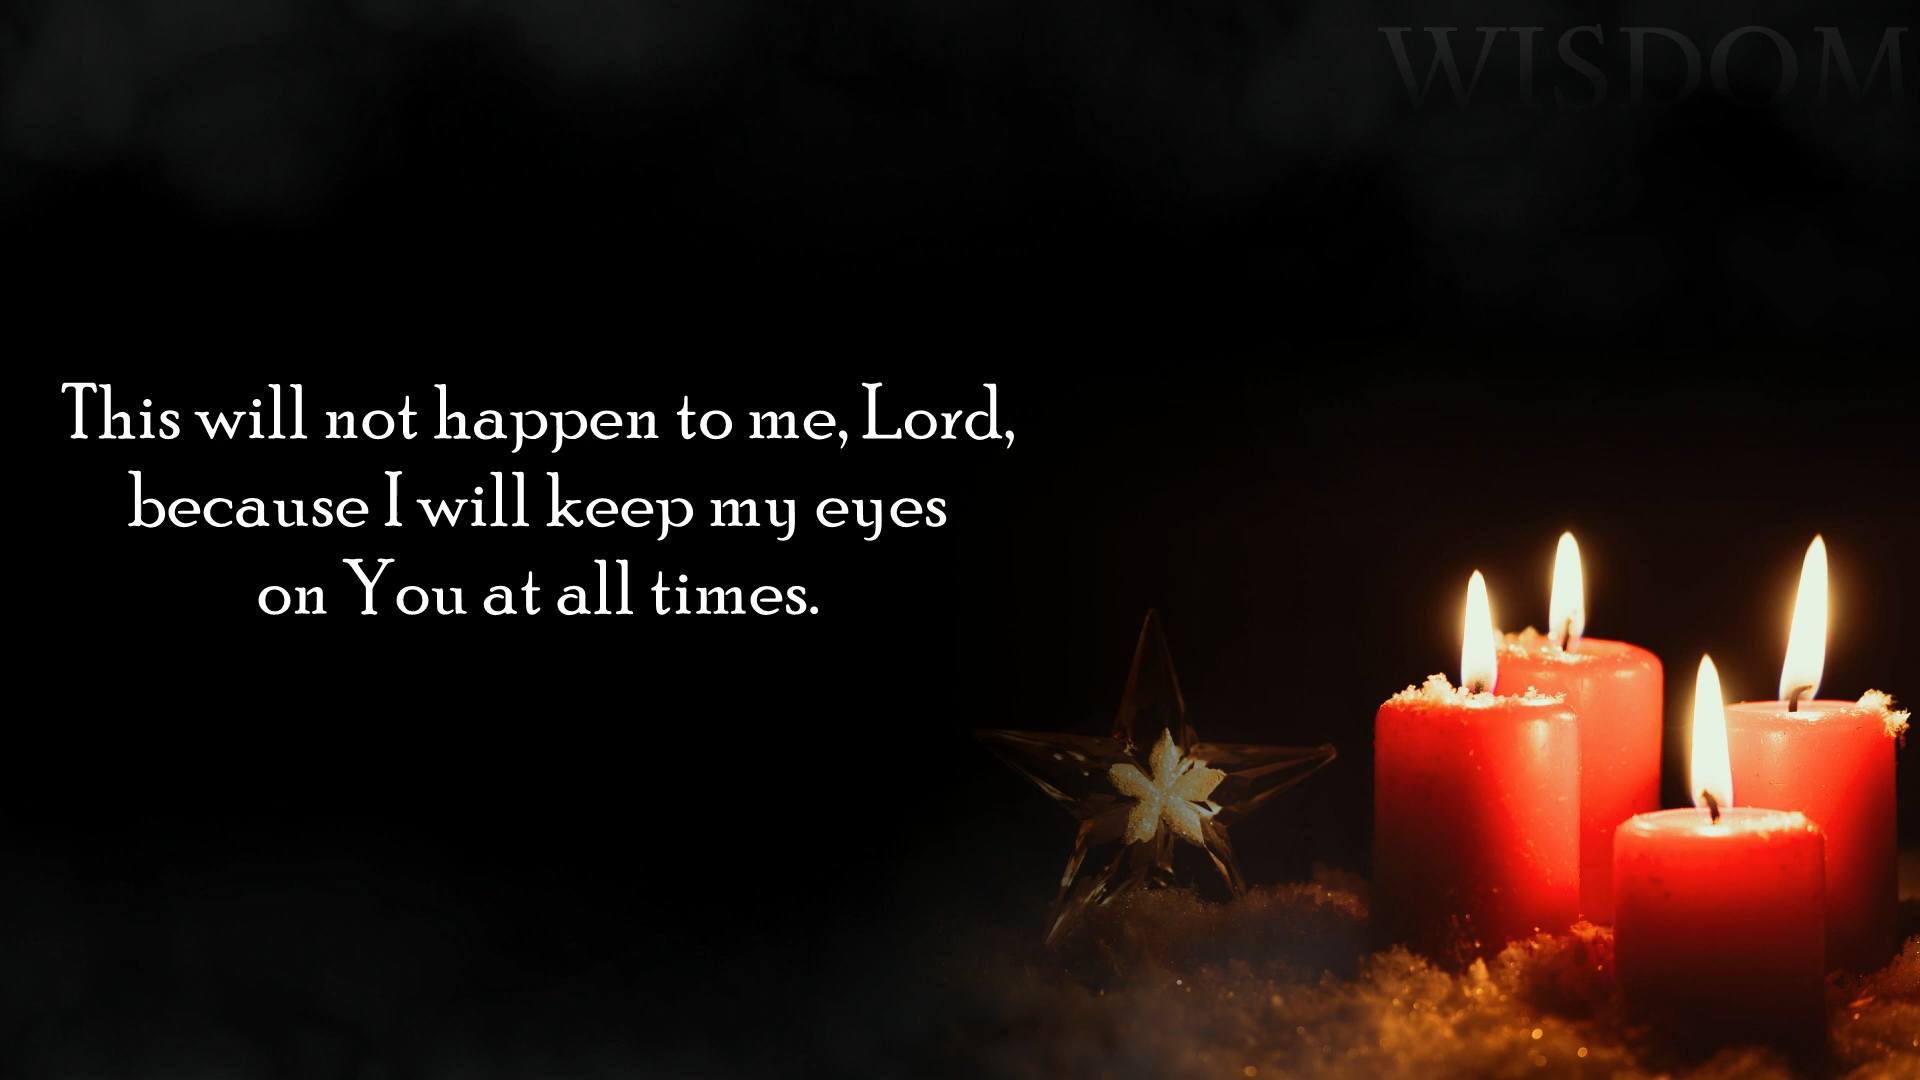 WISDOM
This will not happen to me, Lord,
because I will keep my eyes
on You at all times.